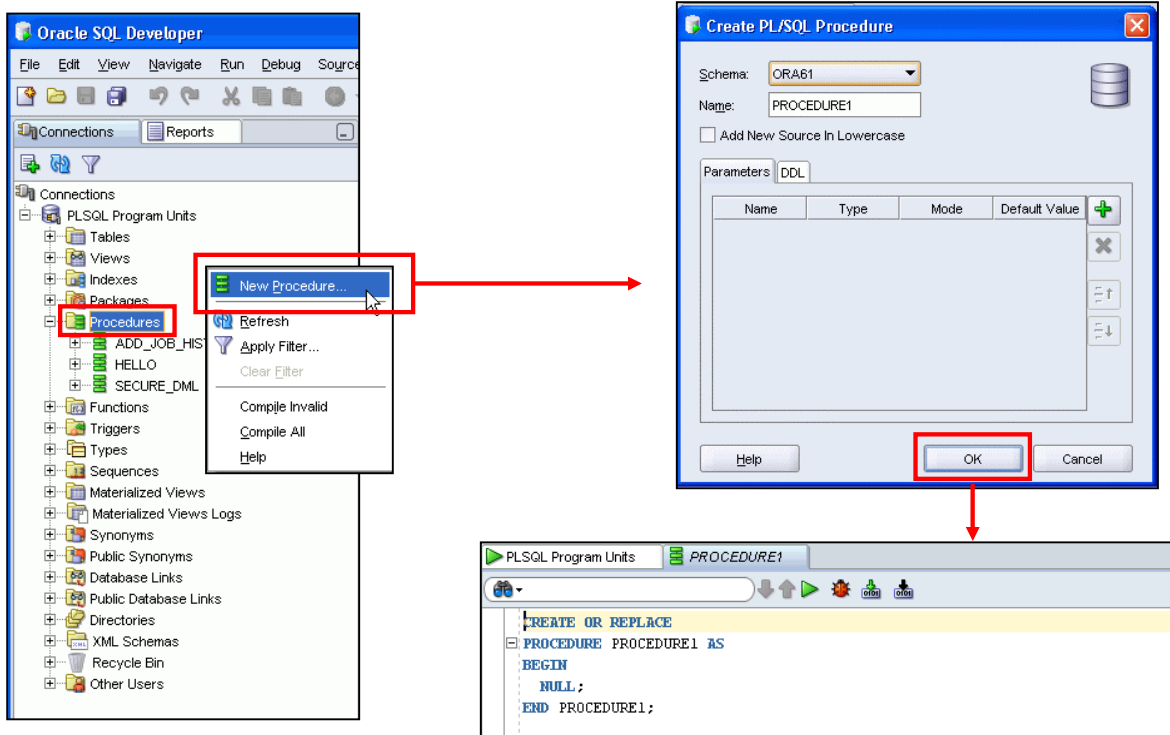 Oracle SQL Developer
File Edit View Navigate Run Debug Source
Connections Reports
Connections
PLSQL Program Units
Tables
Views
Indexes
Packages
Procedures
ADD_JOB_HIS
HELLO
SECURE_DML
Functions
Triggers
Types
Sequences
Materialized Views
Materialized Views Logs
Synonyms
Public Synonyms
Database Links
Public Database Links
Directories
XML Schemas
Recycle Bin
Other Users
New Procedure...
Refresh
Apply Filter...
Clear Filter
Compile Invalid
Compile All
Help
Create PL/SQL Procedure
Schema: ORA61
Name: PROCEDURE1
Add New Source In Lowercase
Parameters DDL
Name Type Mode Default Value
Help OK Cancel
PLSQL Program Units PROCEDURE1
CREATE OR REPLACE
PROCEDURE PROCEDURE1 AS
BEGIN
NULL;
END PROCEDURE1;